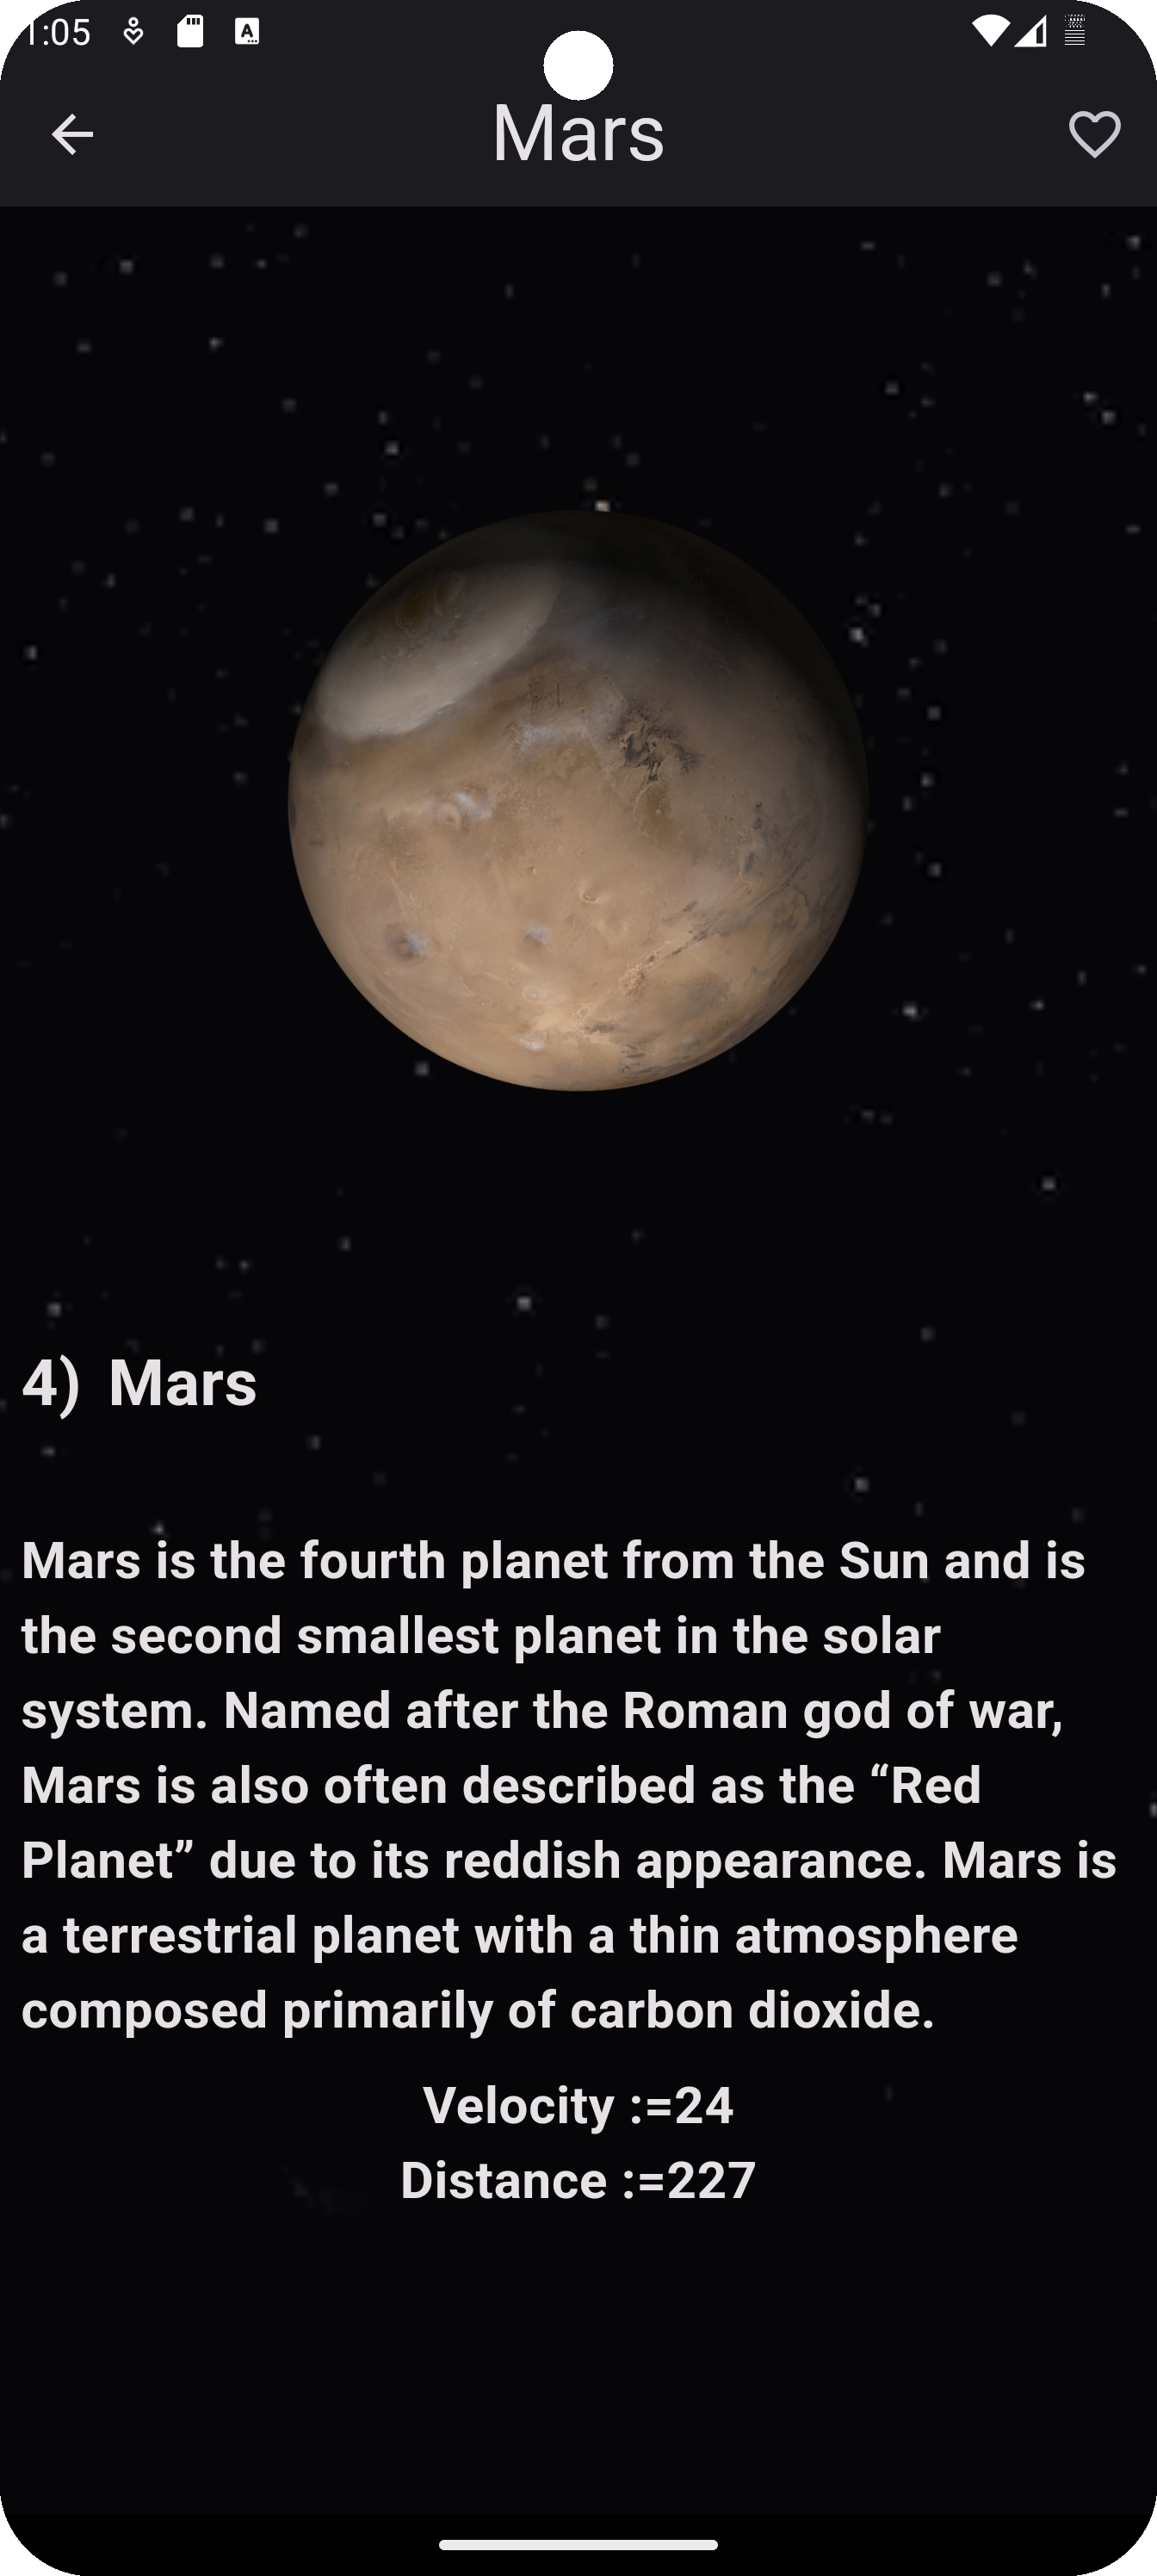 1:05
Mars
4) Mars
Mars is the fourth planet from the Sun and is
the second smallest planet in the solar
system. Named after the Roman god of war,
Mars is also often described as the “Red
Planet” due to its reddish appearance. Mars is
a terrestrial planet with a thin atmosphere
composed primarily of carbon dioxide.
Velocity :=24
Distance :=227